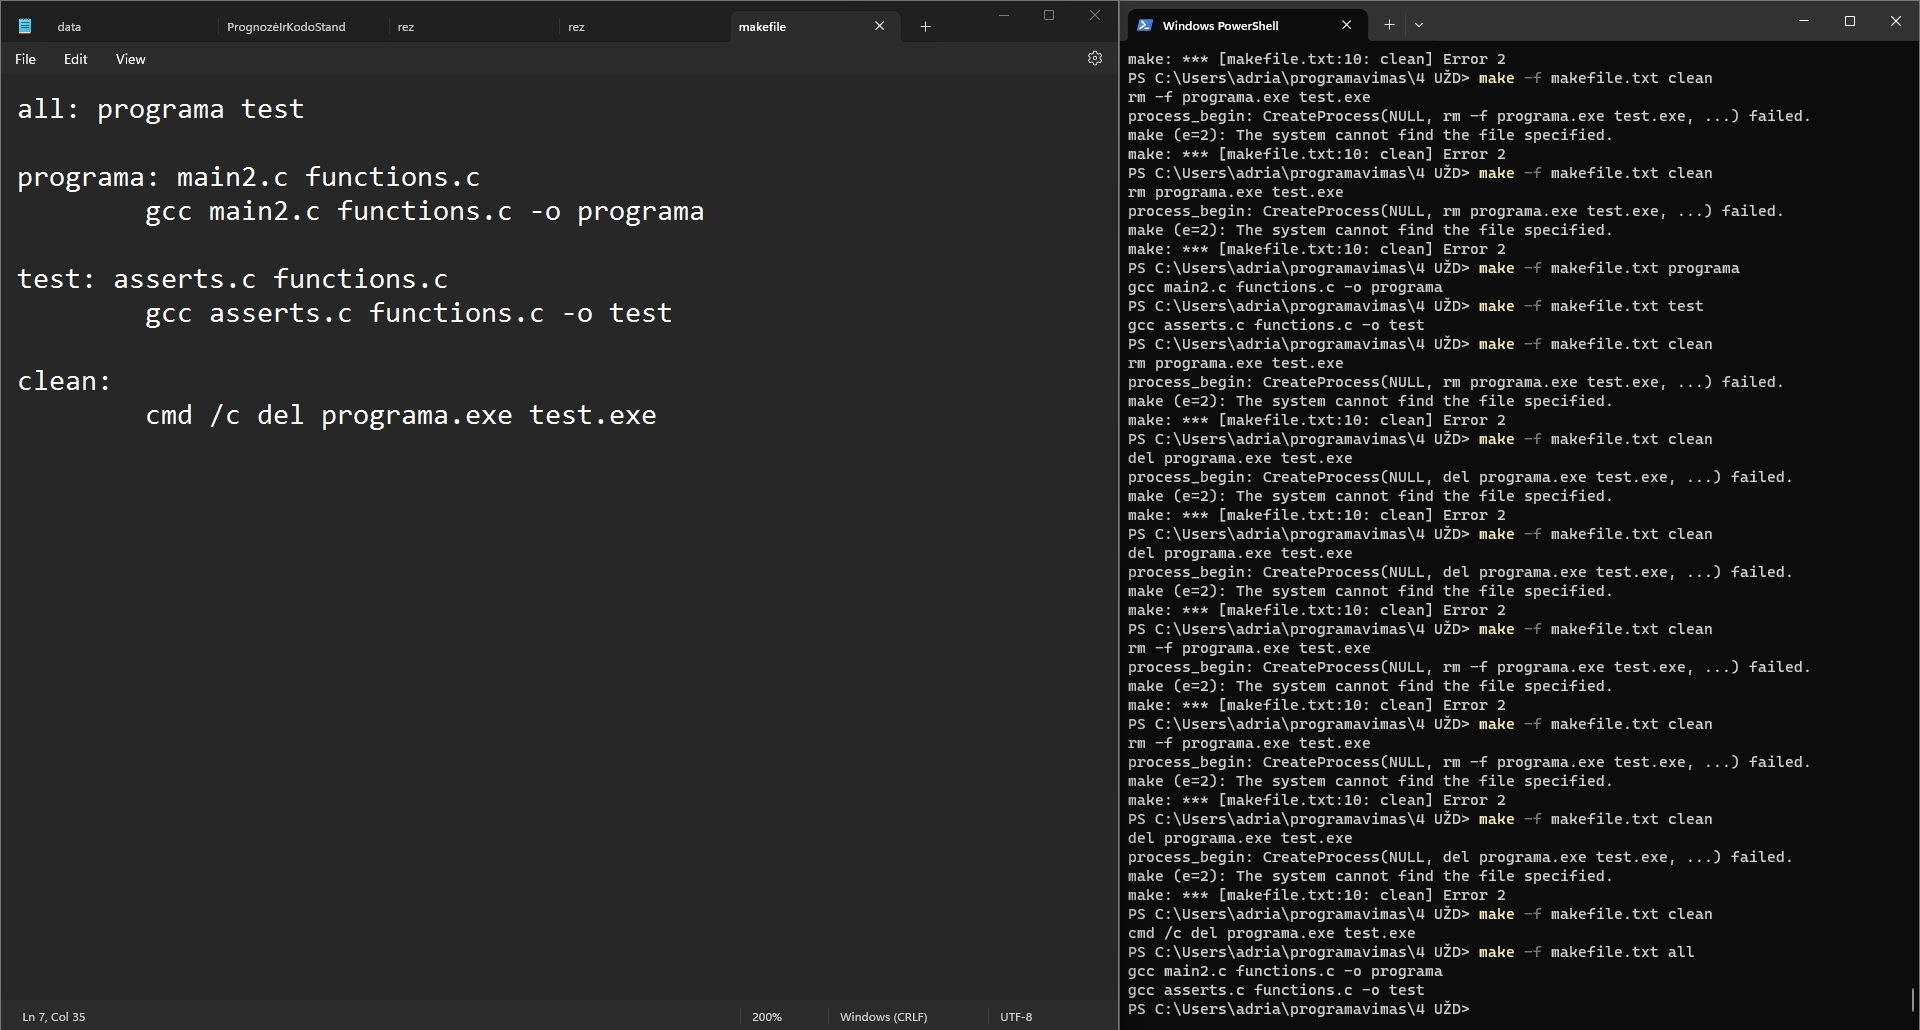 data
PrognozėIrKodoStand
rez
rez
makefile
File
Edit
View
all: programa test
programa: main2.c functions.c
gcc main2.c functions.c -o programa
test: asserts.c functions.c
gcc asserts.c functions.c -o test
clean:
cmd /c del programa.exe test.exe
Ln 7, Col 35
200%
Windows (CRLF)
UTF-8
Windows PowerShell
make: *** [makefile.txt:10: clean] Error 2
PS C:\Users\adria\programavimas\4 UŽD> make -f makefile.txt clean
rm -f programa.exe test.exe
process_begin: CreateProcess(NULL, rm -f programa.exe test.exe, ...) failed.
make (e=2): The system cannot find the file specified.
make: *** [makefile.txt:10: clean] Error 2
PS C:\Users\adria\programavimas\4 UŽD> make -f makefile.txt clean
rm programa.exe test.exe
process_begin: CreateProcess(NULL, rm programa.exe test.exe, ...) failed.
make (e=2): The system cannot find the file specified.
make: *** [makefile.txt:10: clean] Error 2
PS C:\Users\adria\programavimas\4 UŽD> make -f makefile.txt programa
gcc main2.c functions.c -o programa
PS C:\Users\adria\programavimas\4 UŽD> make -f makefile.txt test
gcc asserts.c functions.c -o test
PS C:\Users\adria\programavimas\4 UŽD> make -f makefile.txt clean
rm programa.exe test.exe
process_begin: CreateProcess(NULL, rm programa.exe test.exe, ...) failed.
make (e=2): The system cannot find the file specified.
make: *** [makefile.txt:10: clean] Error 2
PS C:\Users\adria\programavimas\4 UŽD> make -f makefile.txt clean
del programa.exe test.exe
process_begin: CreateProcess(NULL, del programa.exe test.exe, ...) failed.
make (e=2): The system cannot find the file specified.
make: *** [makefile.txt:10: clean] Error 2
PS C:\Users\adria\programavimas\4 UŽD> make -f makefile.txt clean
del programa.exe test.exe
process_begin: CreateProcess(NULL, del programa.exe test.exe, ...) failed.
make (e=2): The system cannot find the file specified.
make: *** [makefile.txt:10: clean] Error 2
PS C:\Users\adria\programavimas\4 UŽD> make -f makefile.txt clean
rm -f programa.exe test.exe
process_begin: CreateProcess(NULL, rm -f programa.exe test.exe, ...) failed.
make (e=2): The system cannot find the file specified.
make: *** [makefile.txt:10: clean] Error 2
PS C:\Users\adria\programavimas\4 UŽD> make -f makefile.txt clean
rm -f programa.exe test.exe
process_begin: CreateProcess(NULL, rm -f programa.exe test.exe, ...) failed.
make (e=2): The system cannot find the file specified.
make: *** [makefile.txt:10: clean] Error 2
PS C:\Users\adria\programavimas\4 UŽD> make -f makefile.txt clean
del programa.exe test.exe
process_begin: CreateProcess(NULL, del programa.exe test.exe, ...) failed.
make (e=2): The system cannot find the file specified.
make: *** [makefile.txt:10: clean] Error 2
PS C:\Users\adria\programavimas\4 UŽD> make -f makefile.txt clean
cmd /c del programa.exe test.exe
PS C:\Users\adria\programavimas\4 UŽD> make -f makefile.txt all
gcc main2.c functions.c -o programa
gcc asserts.c functions.c -o test
PS C:\Users\adria\programavimas\4 UŽD>